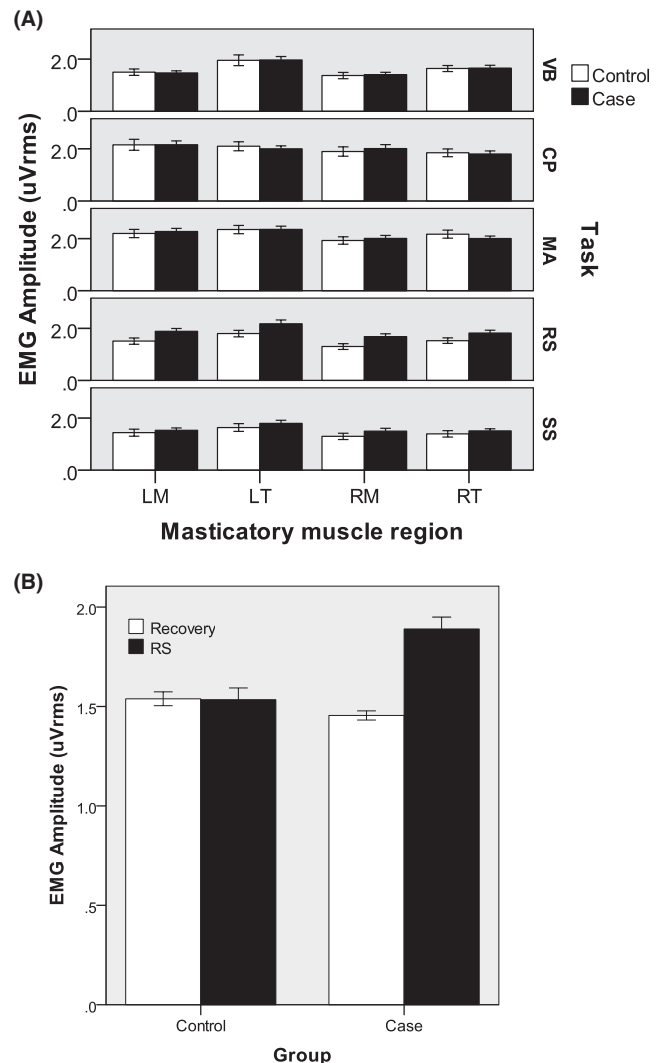 (A)
EMG Amplitude (uVrms)
2.0
.0
2.0
.0
2.0
.0
2.0
.0
2.0
.0
VB
CP
MA
RS
SS
Task
Control
Case
LM LT RM RT
Masticatory muscle region
(B)
EMG Amplitude (uVrms)
2.0
1.5
1.0
.5
.0
Recovery
RS
Control Case
Group